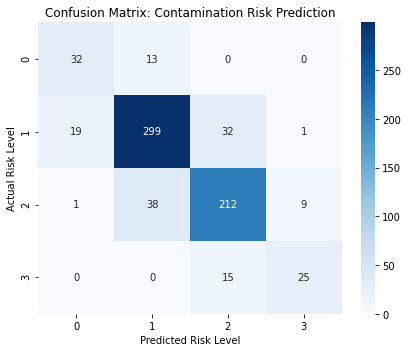 Confusion Matrix: Contamination Risk Prediction
Actual Risk Level
0 32 13 0 0
1 19 299 32 1
2 1 38 212 9
3 0 0 15 25
0 1 2 3
Predicted Risk Level
250
200
150
100
50
0